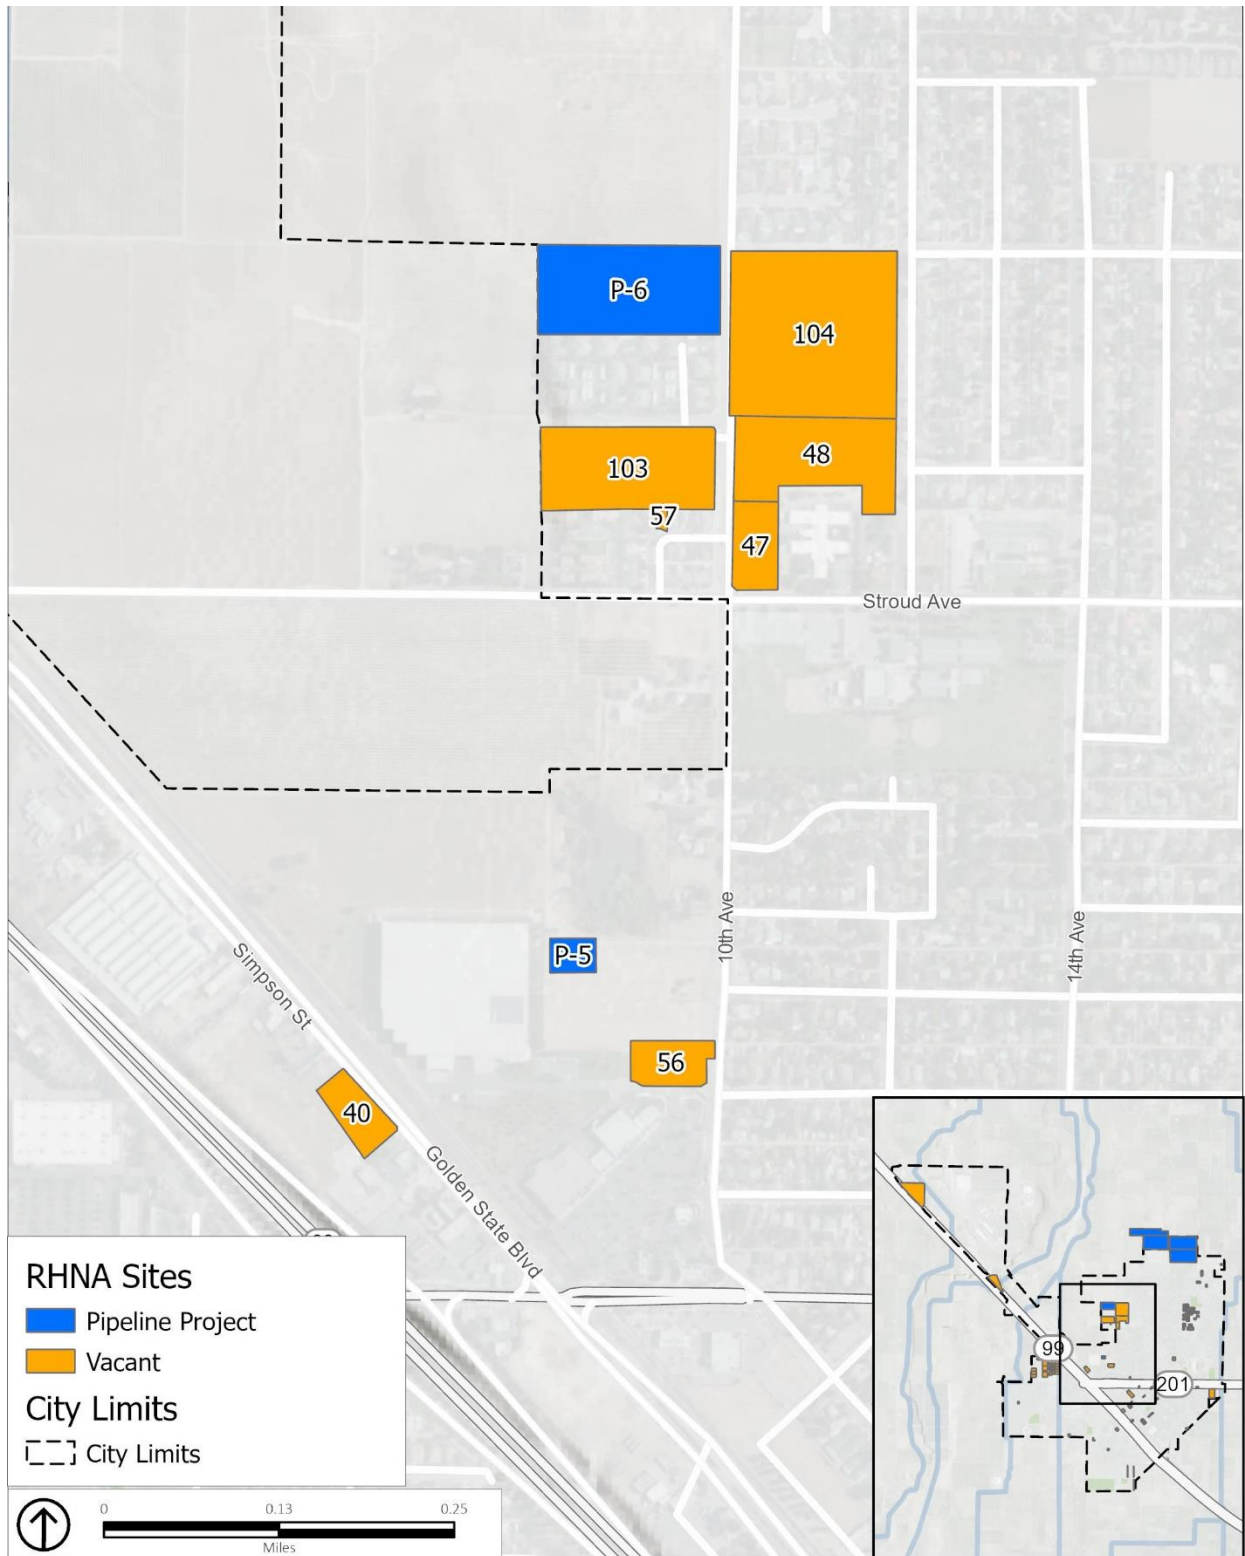 P-6
104
103
48
57
47
Stroud Ave
10th Ave
14th Ave
P-5
Simpson St
56
40
Golden State Blvd
RHNA Sites
Pipeline Project
Vacant
City Limits
City Limits
0 0.13 0.25
Miles
99
201